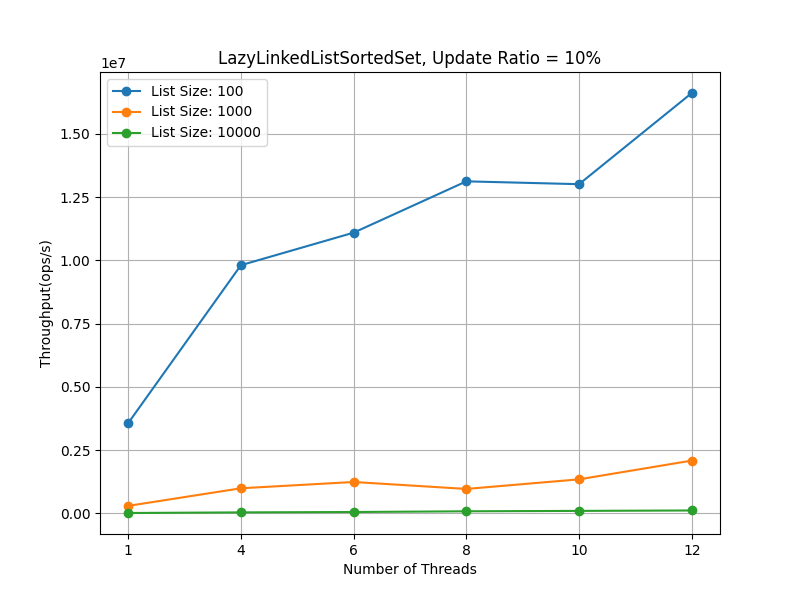 LazyLinkedListSortedSet, Update Ratio = 10%
1e7
List Size: 100
List Size: 1000
List Size: 10000
1.50
1.25
1.00
0.75
0.50
0.25
0.00
Throughput(ops/s)
1 4 6 8 10 12
Number of Threads